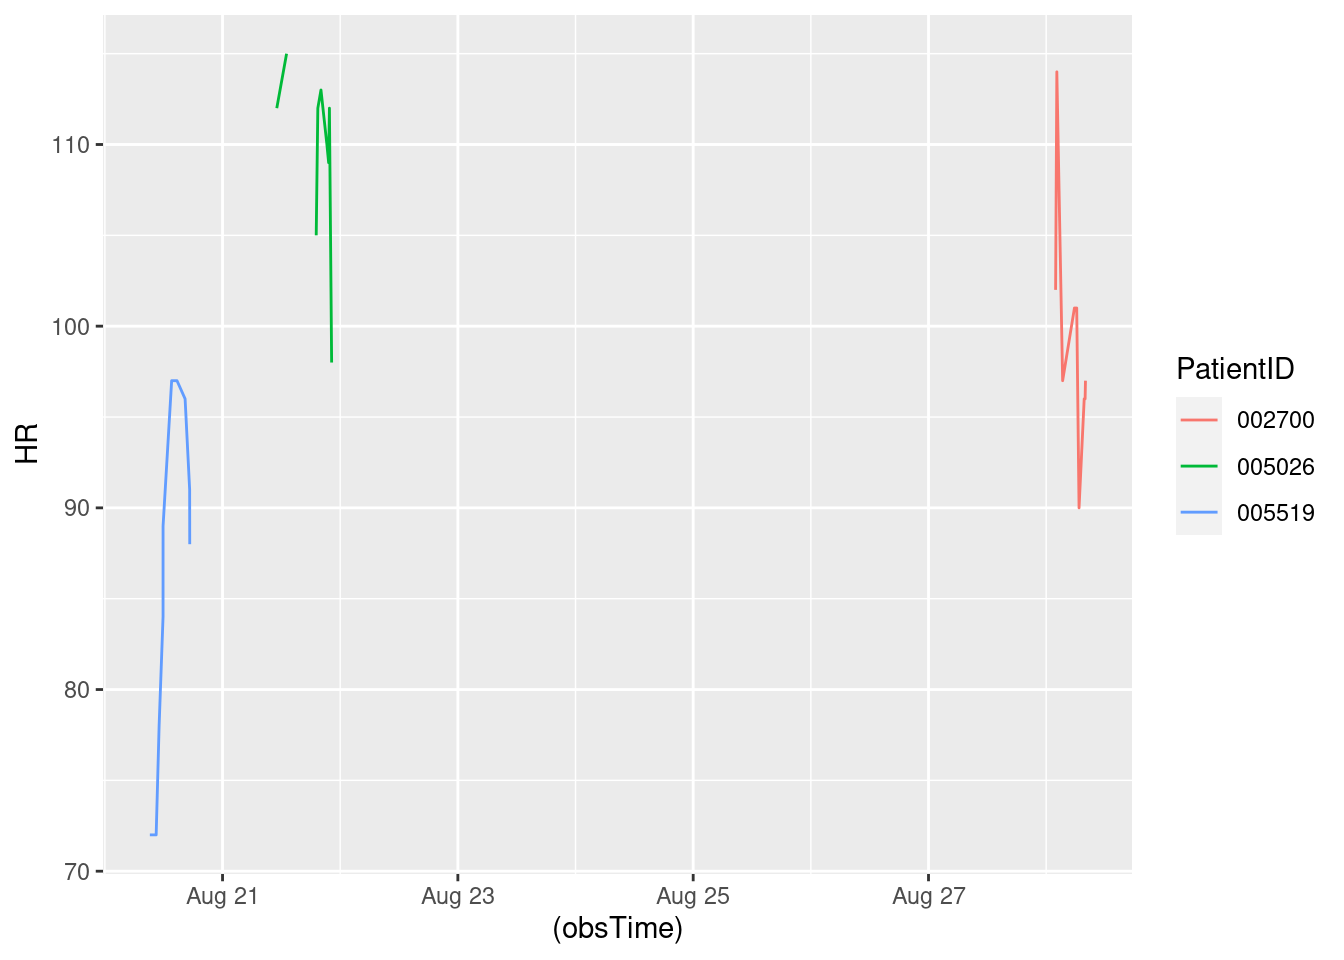 110
100
90
80
70
HR
Aug 21
Aug 23
Aug 25
Aug 27
(obsTime)
PatientID
002700
005026
005519